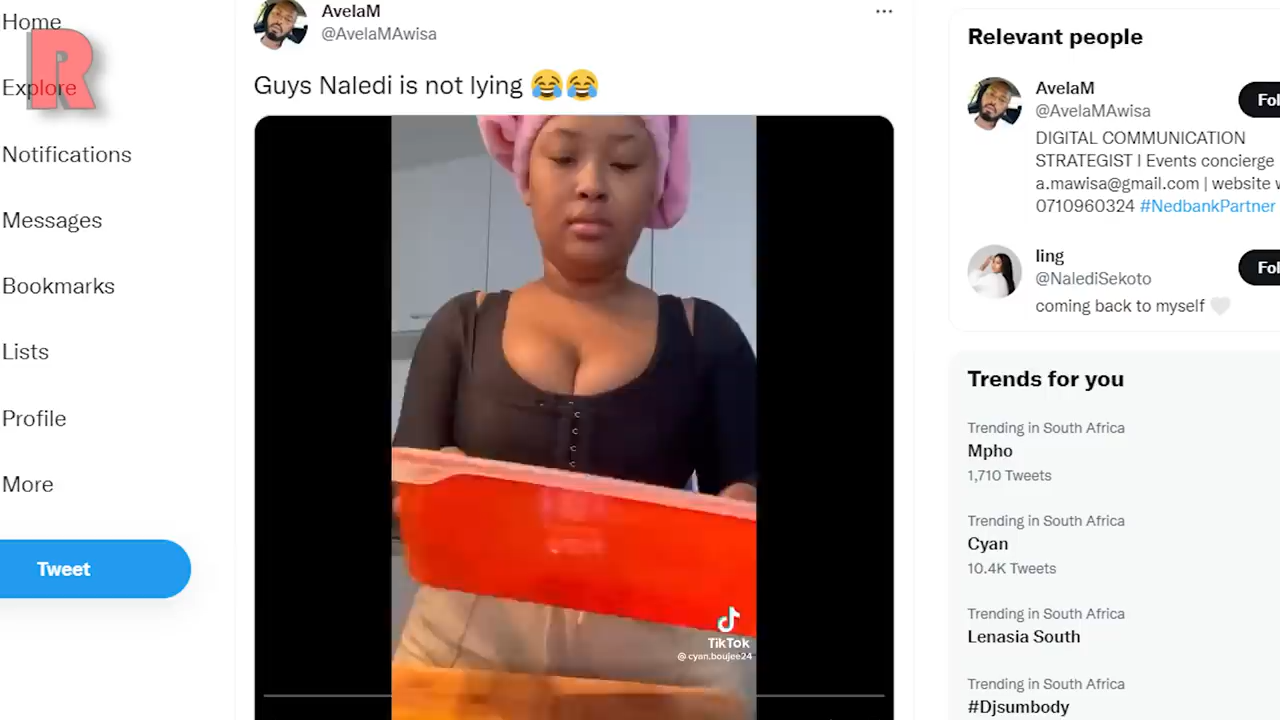 Home
R
Explore
Notifications
Messages
Bookmarks
Lists
Profile
More
Tweet
AvelaM
@AvelaMAwisa
Guys Naledi is not lying 😂😂
TikTok
@cyan.boujee24
Relevant people
AvelaM
@AvelaMAwisa
Fol
DIGITAL COMMUNICATION
STRATEGIST I Events concierge
a.mawisa@gmail.com | website w
0710960324 #NedbankPartner
ling
@NalediSekoto
Fol
coming back to myself 🤍
Trends for you
Trending in South Africa
Mpho
1,710 Tweets
Trending in South Africa
Cyan
10.4K Tweets
Trending in South Africa
Lenasia South
Trending in South Africa
#Djsumbody